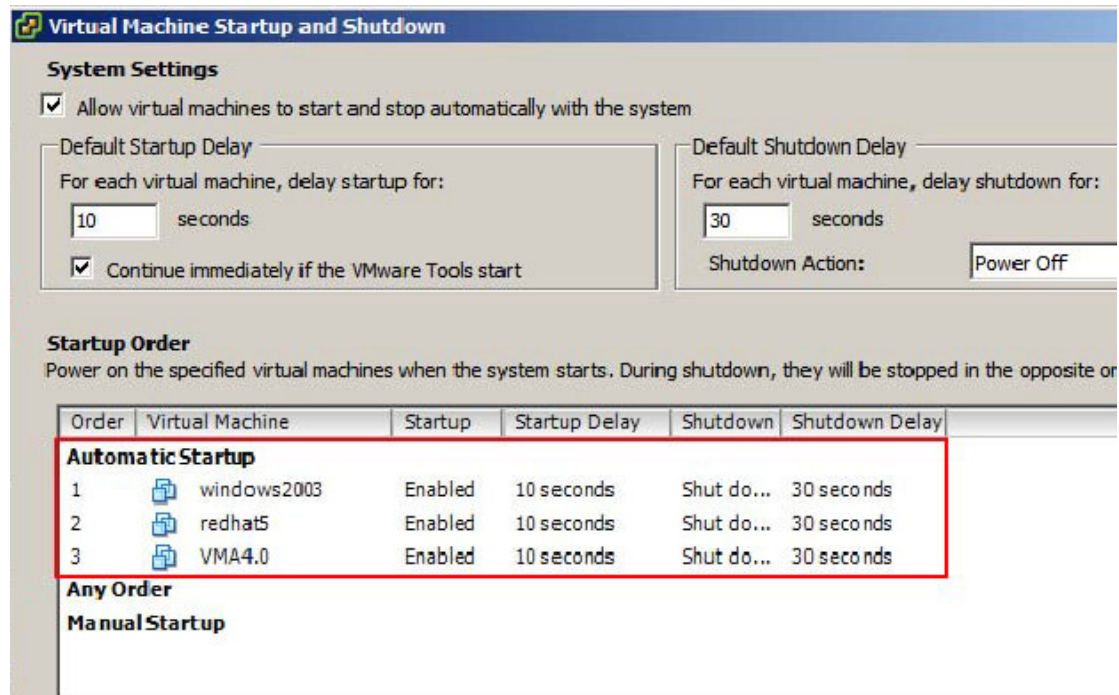 Virtual Machine Startup and Shutdown
System Settings
Allow virtual machines to start and stop automatically with the system
Default Startup Delay
For each virtual machine, delay startup for:
10 seconds
Continue immediately if the VMware Tools start
Default Shutdown Delay
For each virtual machine, delay shutdown for:
30 seconds
Shutdown Action: Power Off
Startup Order
Power on the specified virtual machines when the system starts. During shutdown, they will be stopped in the opposite or
Order Virtual Machine Startup Startup Delay Shutdown Shutdown Delay
Automatic Startup
1 windows2003 Enabled 10 seconds Shut do... 30 seconds
2 redhat5 Enabled 10 seconds Shut do... 30 seconds
3 VMA4.0 Enabled 10 seconds Shut do... 30 seconds
Any Order
Manual Startup